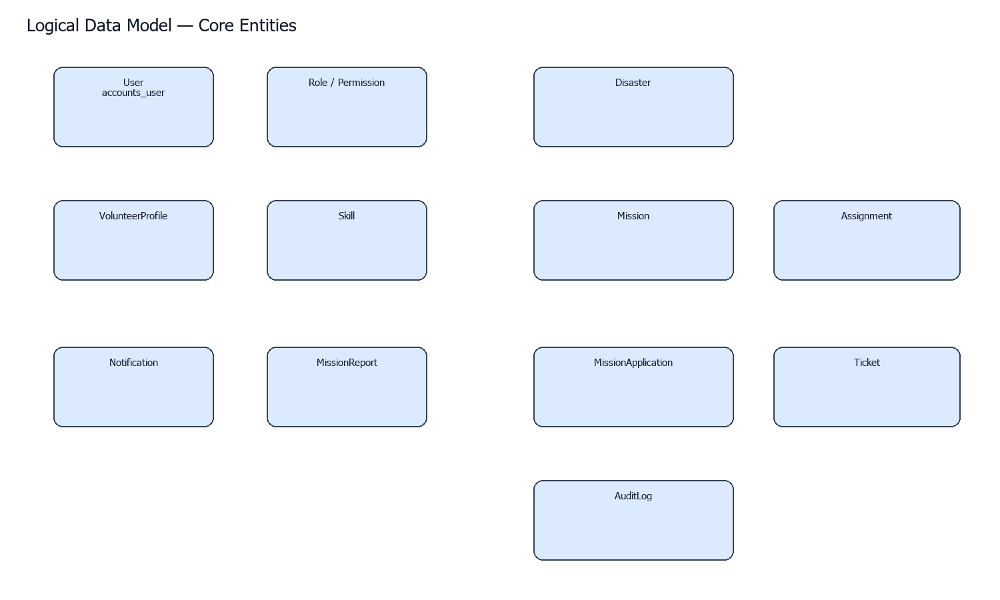 Logical Data Model — Core Entities
User
accounts_user
Role / Permission
Disaster
VolunteerProfile
Skill
Mission
Assignment
Notification
MissionReport
MissionApplication
Ticket
AuditLog